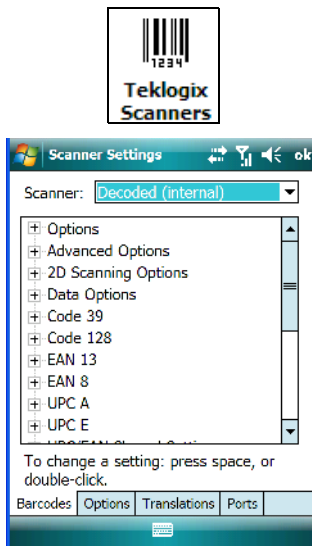 1234
Teklogix
Scanners
Scanner Settings ok
Scanner: Decoded (internal)
Options
Advanced Options
2D Scanning Options
Data Options
Code 39
Code 128
EAN 13
EAN 8
UPC A
UPC E
To change a setting: press space, or
double-click.
Barcodes Options Translations Ports